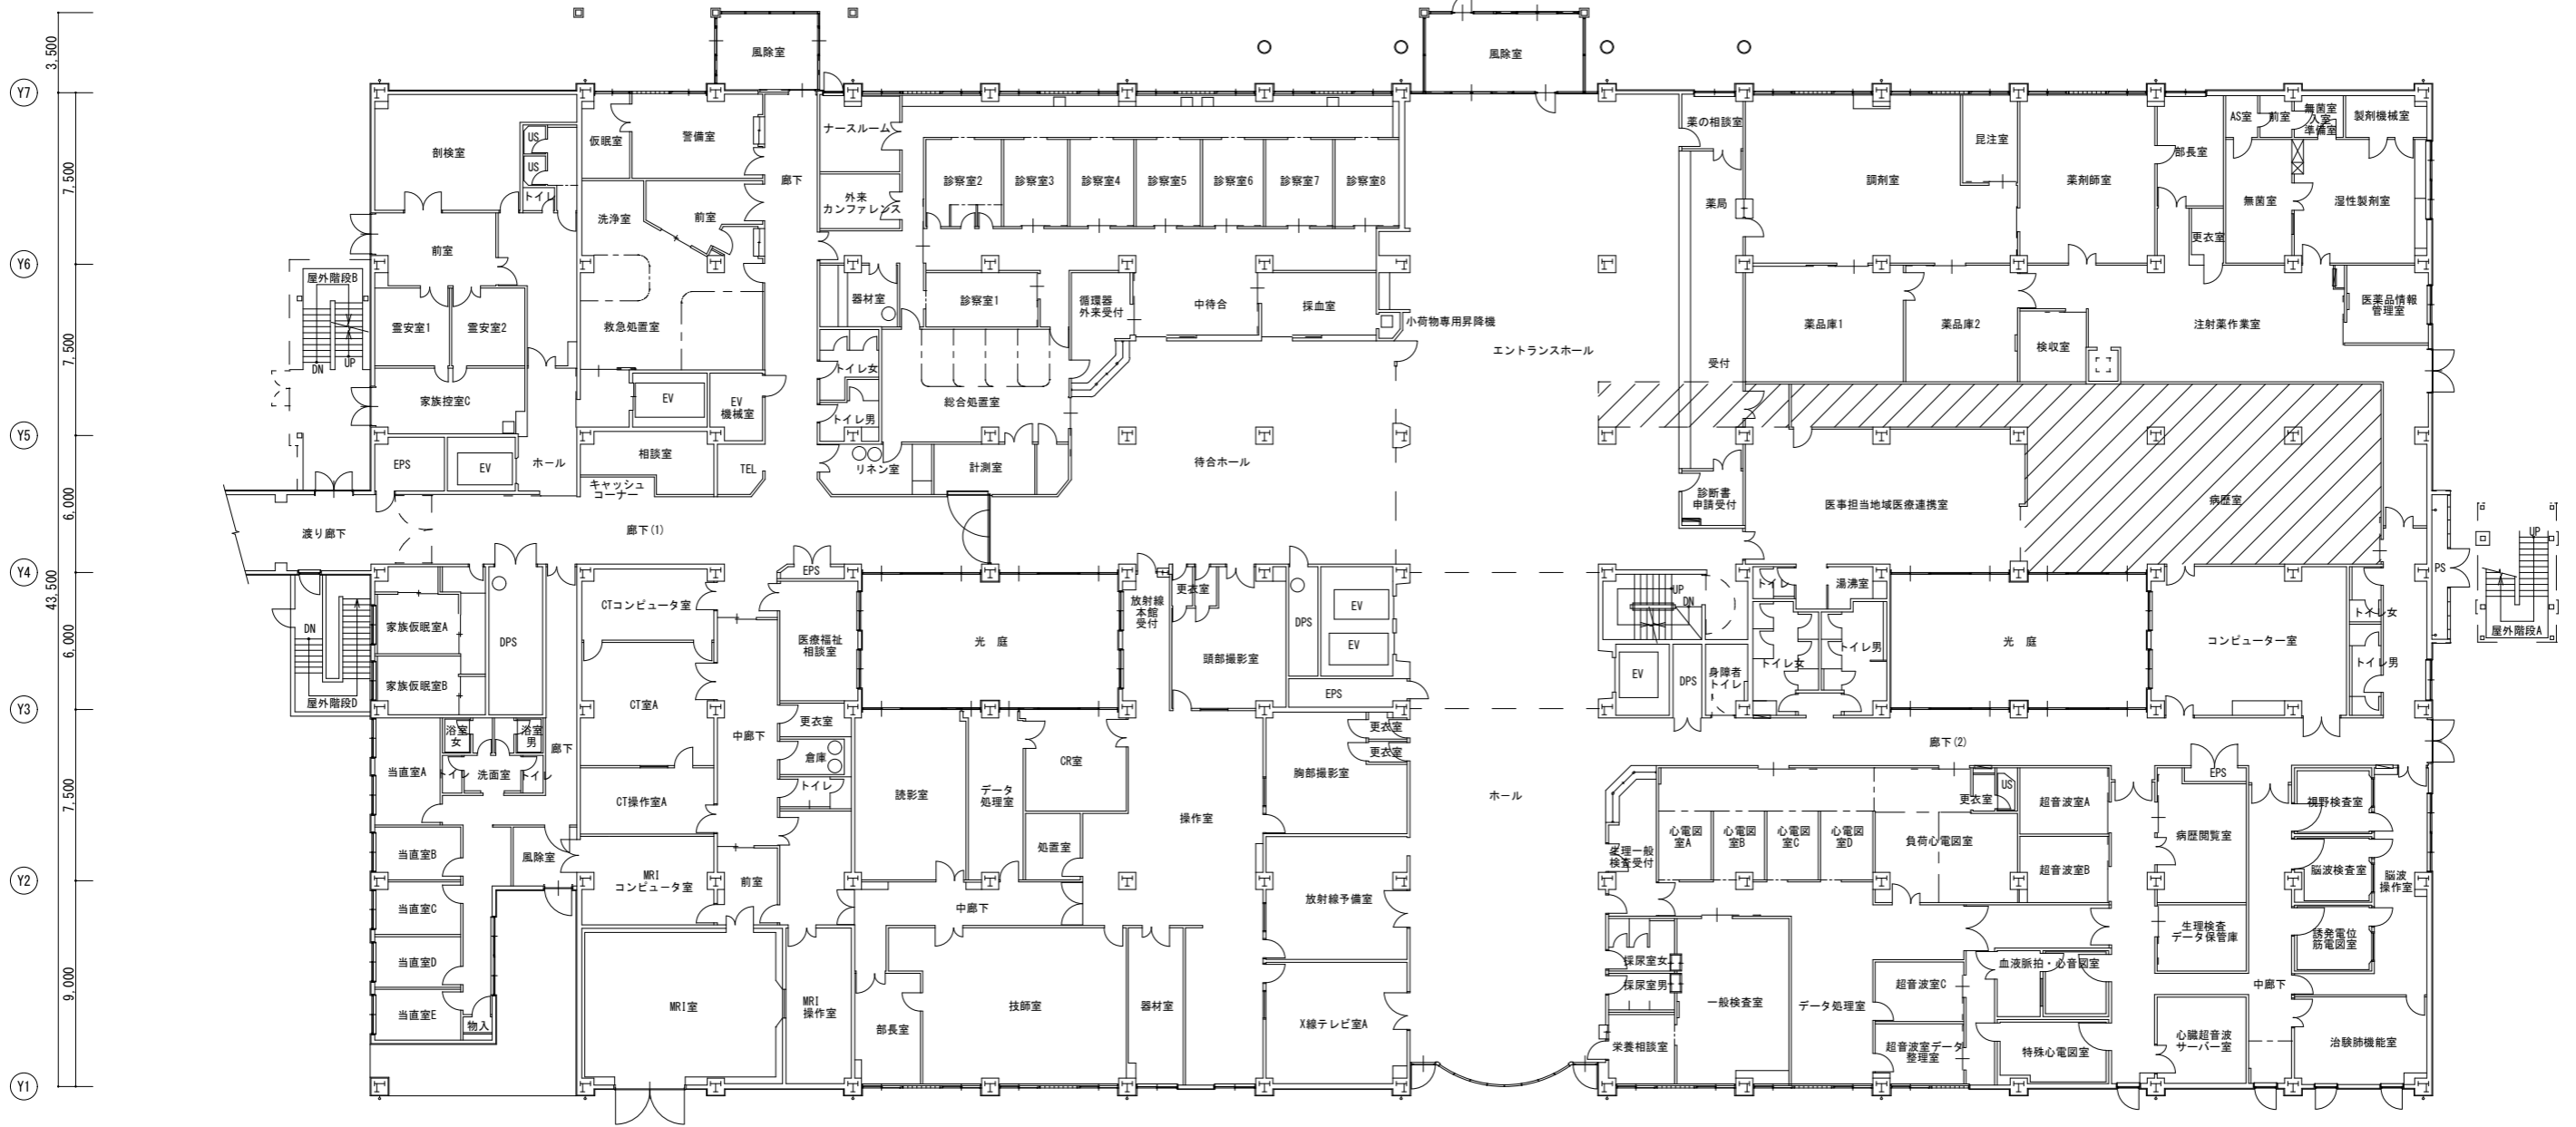 3,500
Y7
7,500
Y6
7,500
Y5
6,000
Y4
43,500
6,000
Y3
7,500
Y2
9,000
Y1
風除室
風除室
剖検室
US
US
トイレ
仮眠室
警備室
廊下
ナースルーム
外来
カンファレンス
診察室2
診察室3
診察室4
診察室5
診察室6
診察室7
診察室8
薬の相談室
薬局
調剤室
昆注室
薬剤師室
部長室
AS室
前室
無菌室
入室
準備室
製剤機械室
無菌室
湿性製剤室
更衣室
洗浄室
前室
前室
屋外階段B
DN
UP
霊安室1
霊安室2
救急処置室
器材室
診察室1
循環器
外来受付
中待合
採血室
小荷物専用昇降機
エントランスホール
受付
薬品庫1
薬品庫2
検収室
注射薬作業室
医薬品情報
管理室
家族控室C
EV
EV
機械室
トイレ女
トイレ男
総合処置室
EPS
EV
ホール
相談室
キャッシュ
コーナー
TEL
リネン室
計測室
待合ホール
診断書
申請受付
医事担当地域医療連携室
病歴室
渡り廊下
廊下(1)
EPS
家族仮眠室A
家族仮眠室B
DPS
DN
屋外階段D
CTコンピュータ室
CT室A
医療福祉
相談室
光 庭
放射線
本館
受付
更衣室
頭部撮影室
DPS
EV
EV
EPS
UP
DN
EV
DPS
身障者
トイレ
トイレ
湯沸室
トイレ女
トイレ男
光 庭
コンピューター室
トイレ女
トイレ男
PS
UP
屋外階段A
浴室
女
浴室
男
廊下
当直室A
トイレ
洗面室
トイレ
CT操作室A
中廊下
更衣室
倉庫
トイレ
読影室
データ
処理室
CR室
操作室
処置室
更衣室
更衣室
胸部撮影室
ホール
廊下(2)
当直室B
当直室C
当直室D
当直室E
物入
風除室
MRI
コンピュータ室
前室
中廊下
放射線予備室
生理一般
検査受付
心電図
室A
心電図
室B
心電図
室C
心電図
室D
負荷心電図室
更衣室
US
超音波室A
超音波室B
EPS
病歴閲覧室
視野検査室
脳波検査室
脳波
操作室
生理検査
データ保管庫
誘発電位
筋電図室
MRI室
MRI
操作室
部長室
技師室
器材室
X線テレビ室A
採尿室女
採尿室男
栄養相談室
一般検査室
データ処理室
超音波室C
超音波室データ
整理室
血液脈拍・心音図室
特殊心電図室
中廊下
心臓超音波
サーバー室
治験肺機能室